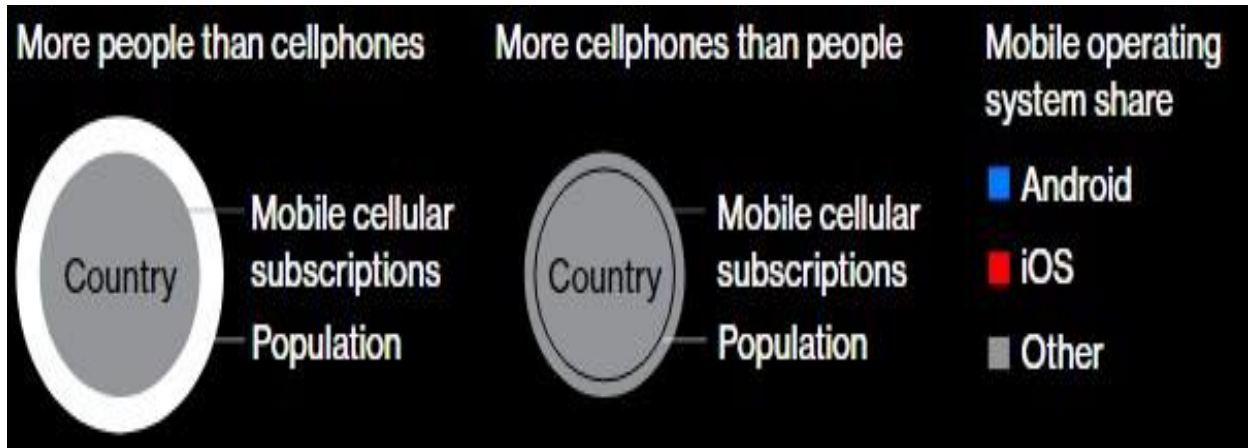 More people than cellphones
Country
Mobile cellular
subscriptions
Population
More cellphones than people
Country
Mobile cellular
subscriptions
Population
Mobile operating
system share
Android
iOS
Other